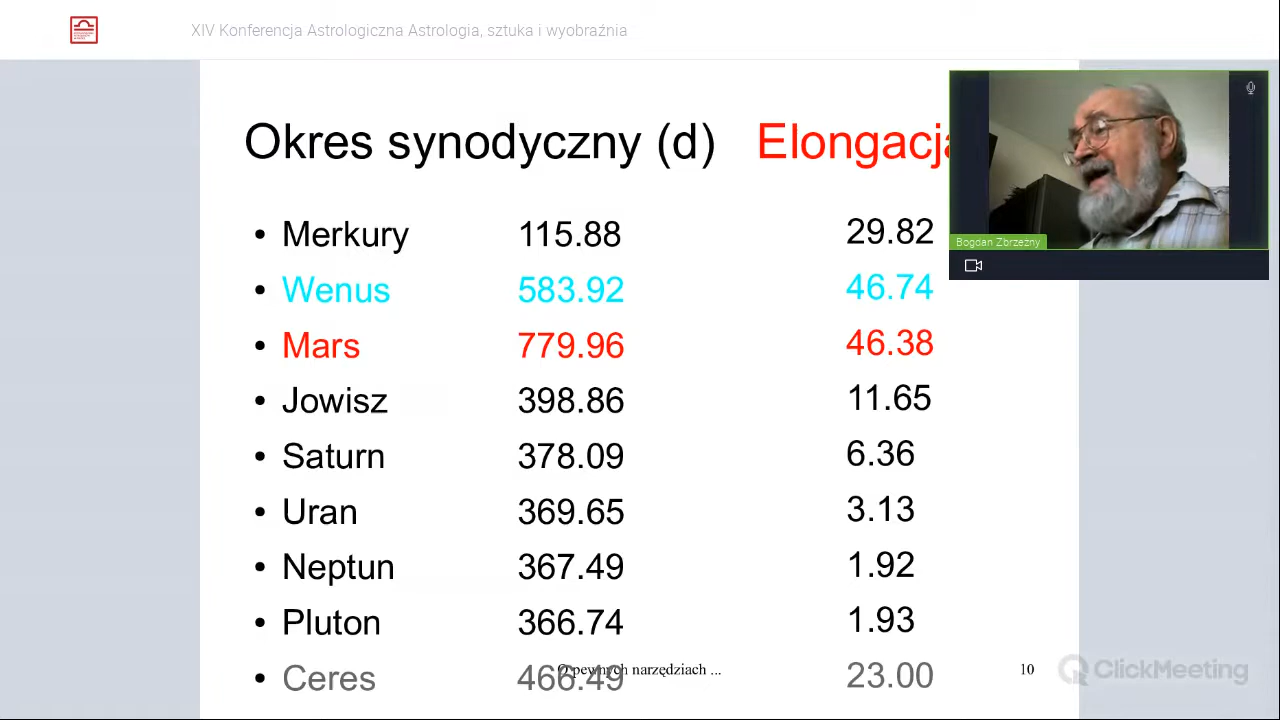 XIV Konferencja Astrologiczna Astrologia, sztuka i wyobraźnia
Okres synodyczny (d) Elongacja
• Merkury 115.88 29.82
• Wenus 583.92 46.74
• Mars 779.96 46.38
• Jowisz 398.86 11.65
• Saturn 378.09 6.36
• Uran 369.65 3.13
• Neptun 367.49 1.92
• Pluton 366.74 1.93
• Ceres 466.49 23.00
O pewnych narzędziach ... 10
Bogdan Zbrzeżny
ClickMeeting